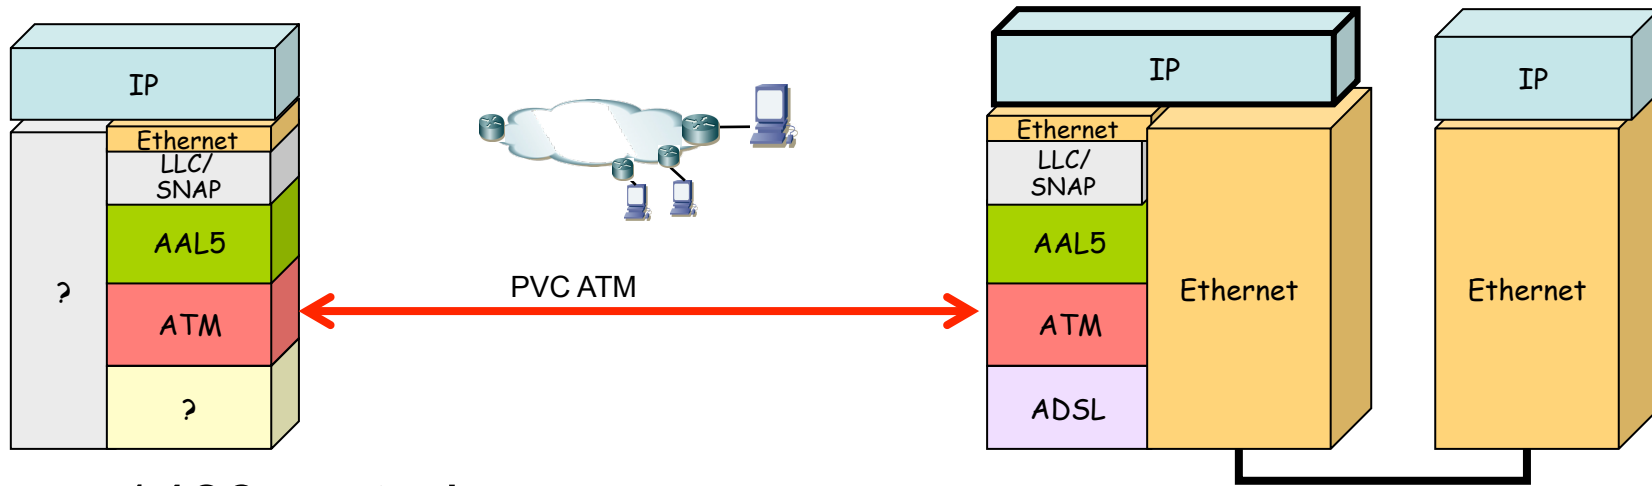 IP
Ethernet
LLC/
SNAP
AAL5
ATM
?
?
PVC ATM
IP
Ethernet
LLC/
SNAP
AAL5
ATM
ADSL
Ethernet
IP
Ethernet